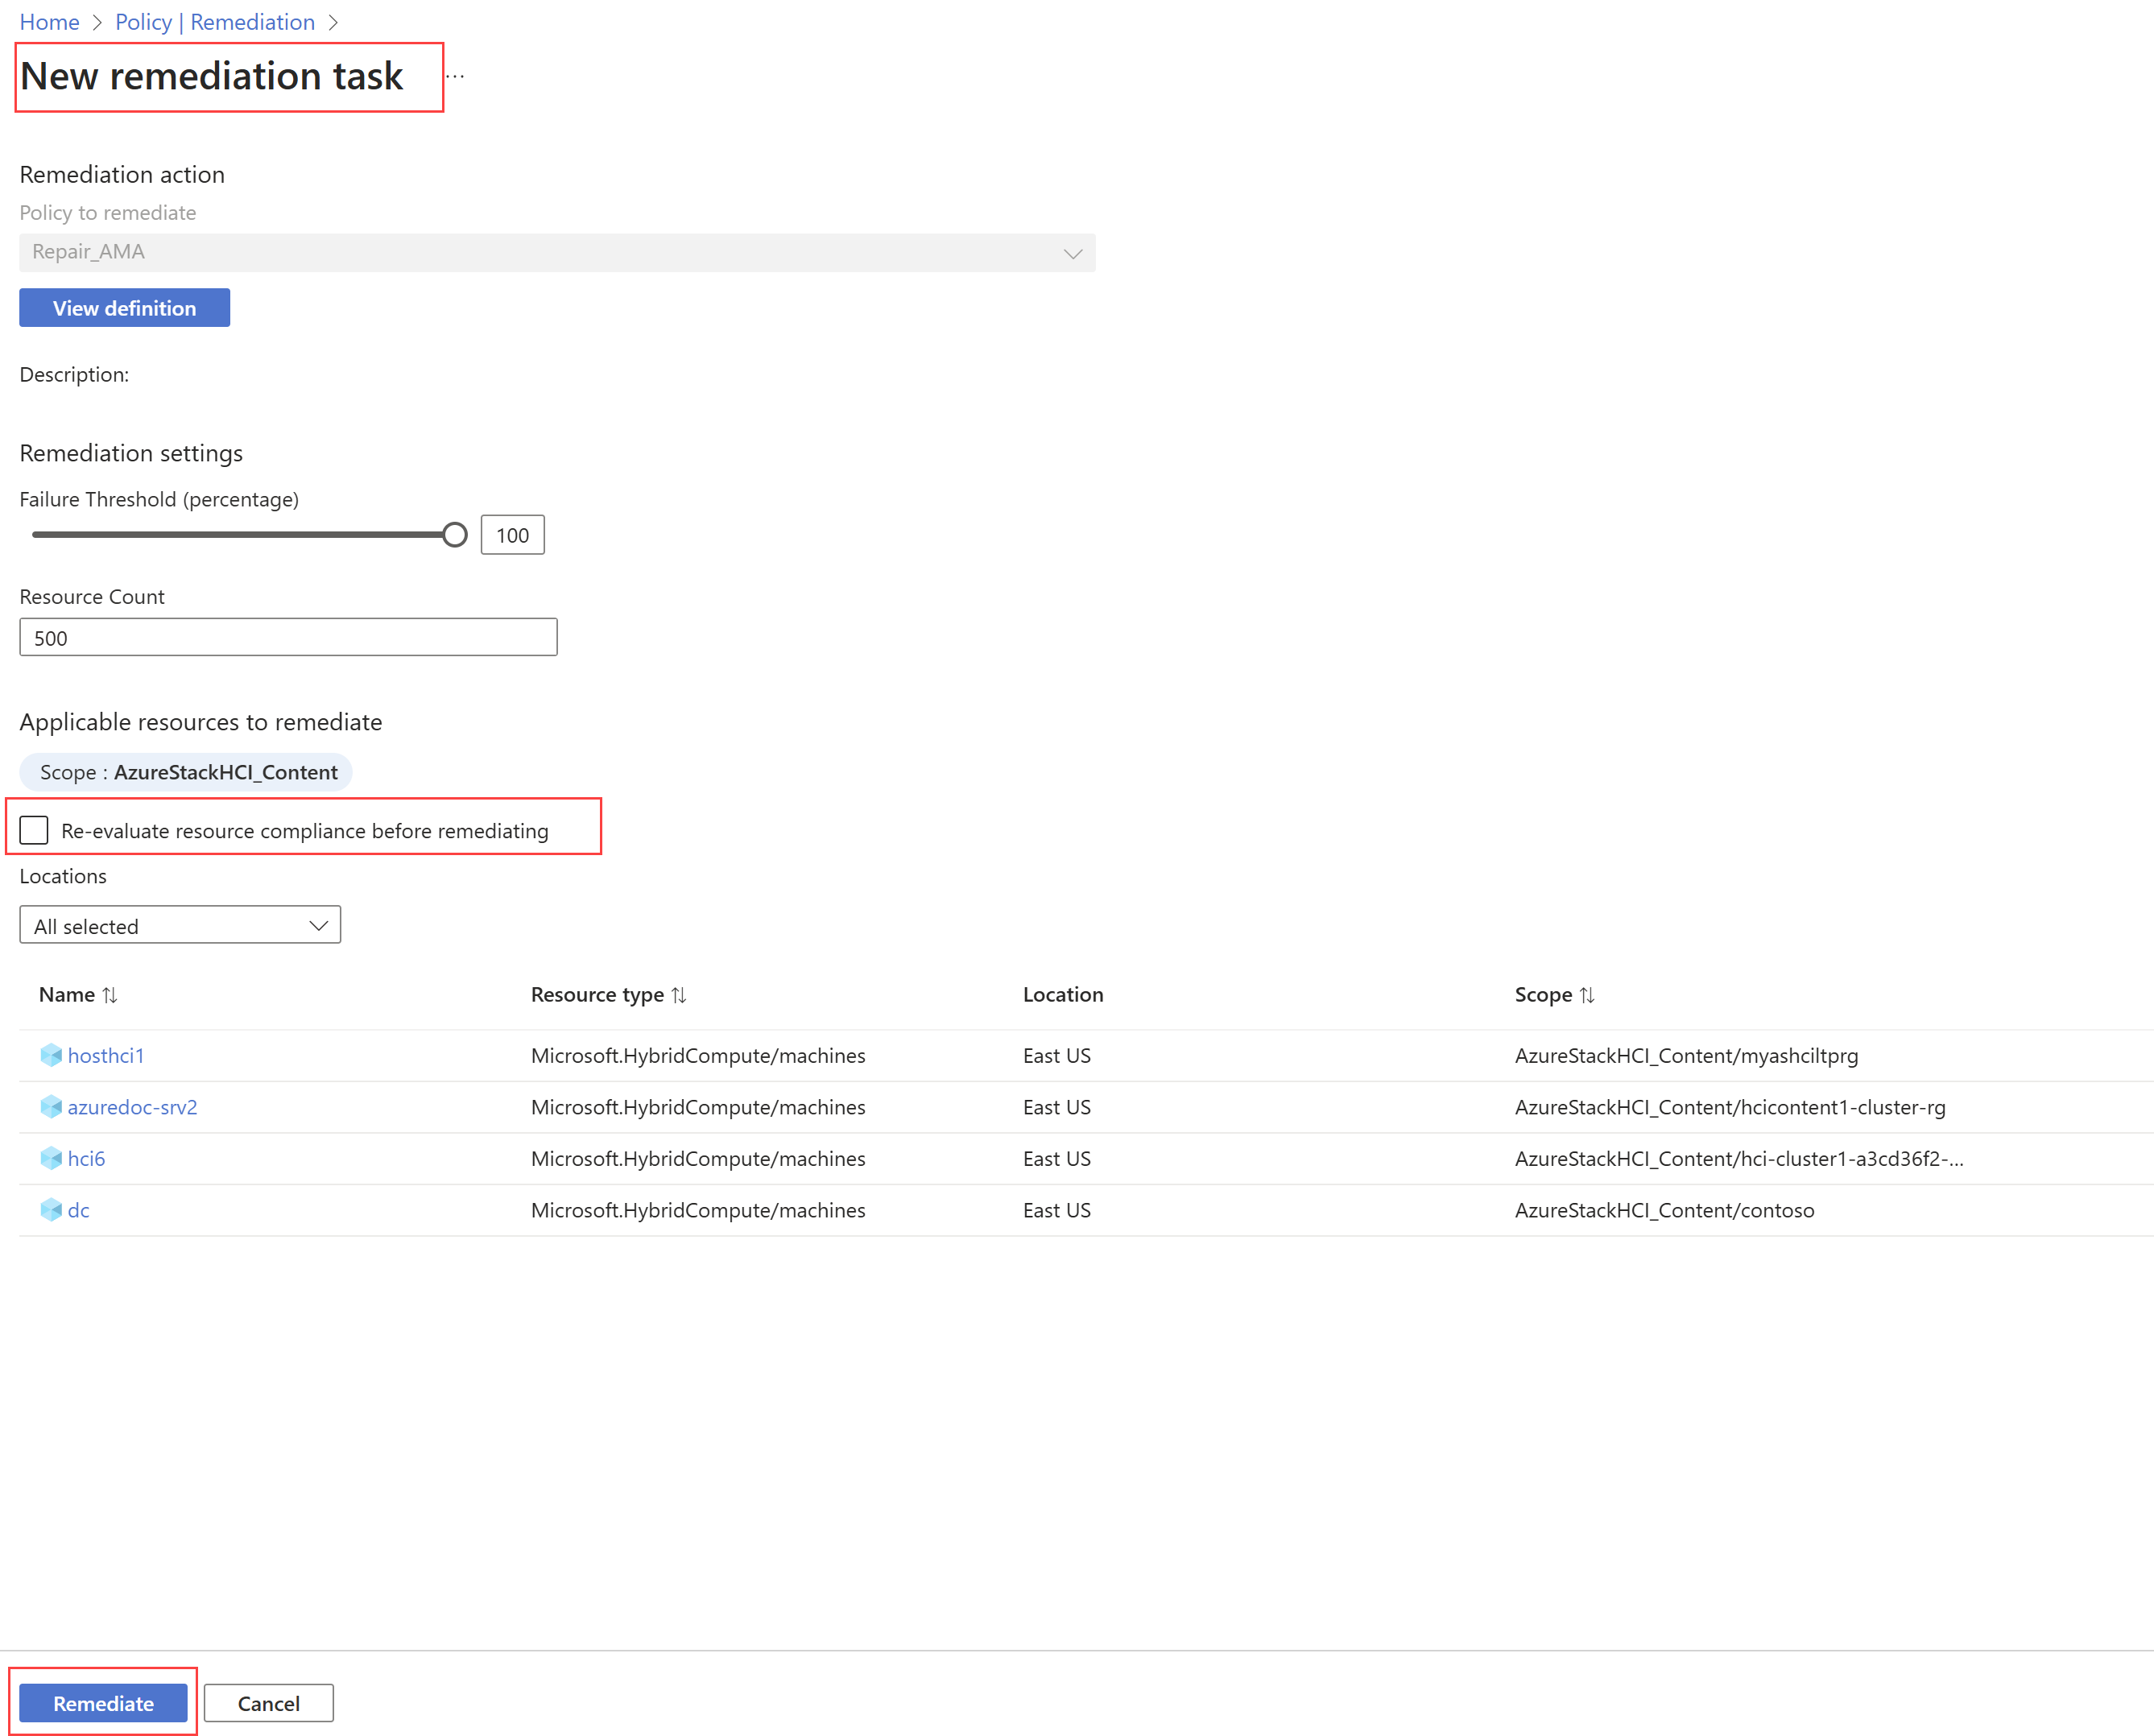 Home > Policy | Remediation >
New remediation task ...
Remediation action
Policy to remediate
Repair_AMA
View definition
Description:
Remediation settings
Failure Threshold (percentage)
100
Resource Count
500
Applicable resources to remediate
Scope : AzureStackHCI_Content
Re-evaluate resource compliance before remediating
Locations
All selected
Name ↑↓ Resource type ↑↓ Location Scope ↑↓
hosthci1 Microsoft.HybridCompute/machines East US AzureStackHCI_Content/myashciltprg
azuredoc-srv2 Microsoft.HybridCompute/machines East US AzureStackHCI_Content/hcicontent1-cluster-rg
hci6 Microsoft.HybridCompute/machines East US AzureStackHCI_Content/hci-cluster1-a3cd36f2-...
dc Microsoft.HybridCompute/machines East US AzureStackHCI_Content/contoso
Remediate Cancel